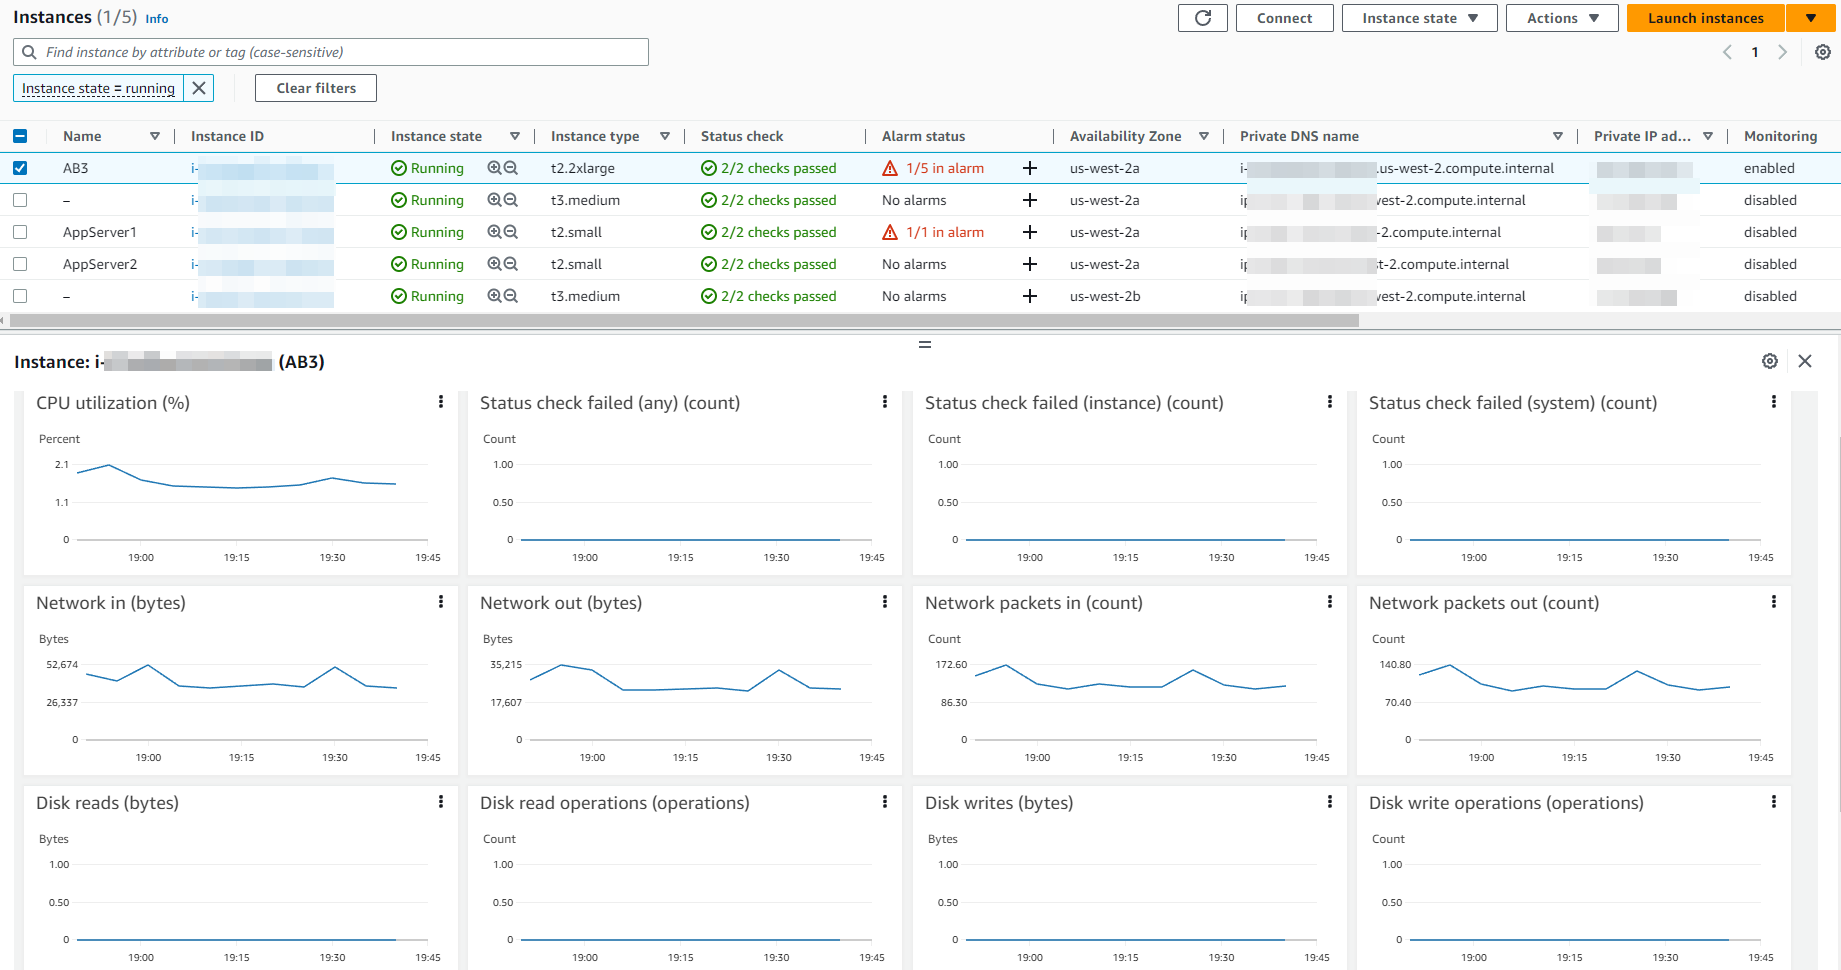 Instances (1/5) Info
Connect Instance state Actions Launch instances
Find instance by attribute or tag (case-sensitive)
1
Instance state = running
Clear filters
Name Instance ID Instance state Instance type Status check Alarm status Availability Zone Private DNS name Private IP ad... Monitoring
AB3 i- Running t2.2xlarge 2/2 checks passed 1/5 in alarm + us-west-2a i- .us-west-2.compute.internal enabled
– i- Running t3.medium 2/2 checks passed No alarms + us-west-2a ip west-2.compute.internal disabled
AppServer1 i- Running t2.small 2/2 checks passed 1/1 in alarm + us-west-2a ip -2.compute.internal disabled
AppServer2 i- Running t2.small 2/2 checks passed No alarms + us-west-2a ip t-2.compute.internal disabled
– i- Running t3.medium 2/2 checks passed No alarms + us-west-2b ip west-2.compute.internal disabled
Instance: i- (AB3)
CPU utilization (%)
Percent
2.1
1.1
0
19:00 19:15 19:30 19:45
Status check failed (any) (count)
Count
1.00
0.50
0
19:00 19:15 19:30 19:45
Status check failed (instance) (count)
Count
1.00
0.50
0
19:00 19:15 19:30 19:45
Status check failed (system) (count)
Count
1.00
0.50
0
19:00 19:15 19:30 19:45
Network in (bytes)
Bytes
52,674
26,337
0
19:00 19:15 19:30 19:45
Network out (bytes)
Bytes
35,215
17,607
0
19:00 19:15 19:30 19:45
Network packets in (count)
Count
172.60
86.30
0
19:00 19:15 19:30 19:45
Network packets out (count)
Count
140.80
70.40
0
19:00 19:15 19:30 19:45
Disk reads (bytes)
Bytes
1.00
0.50
0
19:00 19:15 19:30 19:45
Disk read operations (operations)
Count
1.00
0.50
0
19:00 19:15 19:30 19:45
Disk writes (bytes)
Bytes
1.00
0.50
0
19:00 19:15 19:30 19:45
Disk write operations (operations)
Count
1.00
0.50
0
19:00 19:15 19:30 19:45